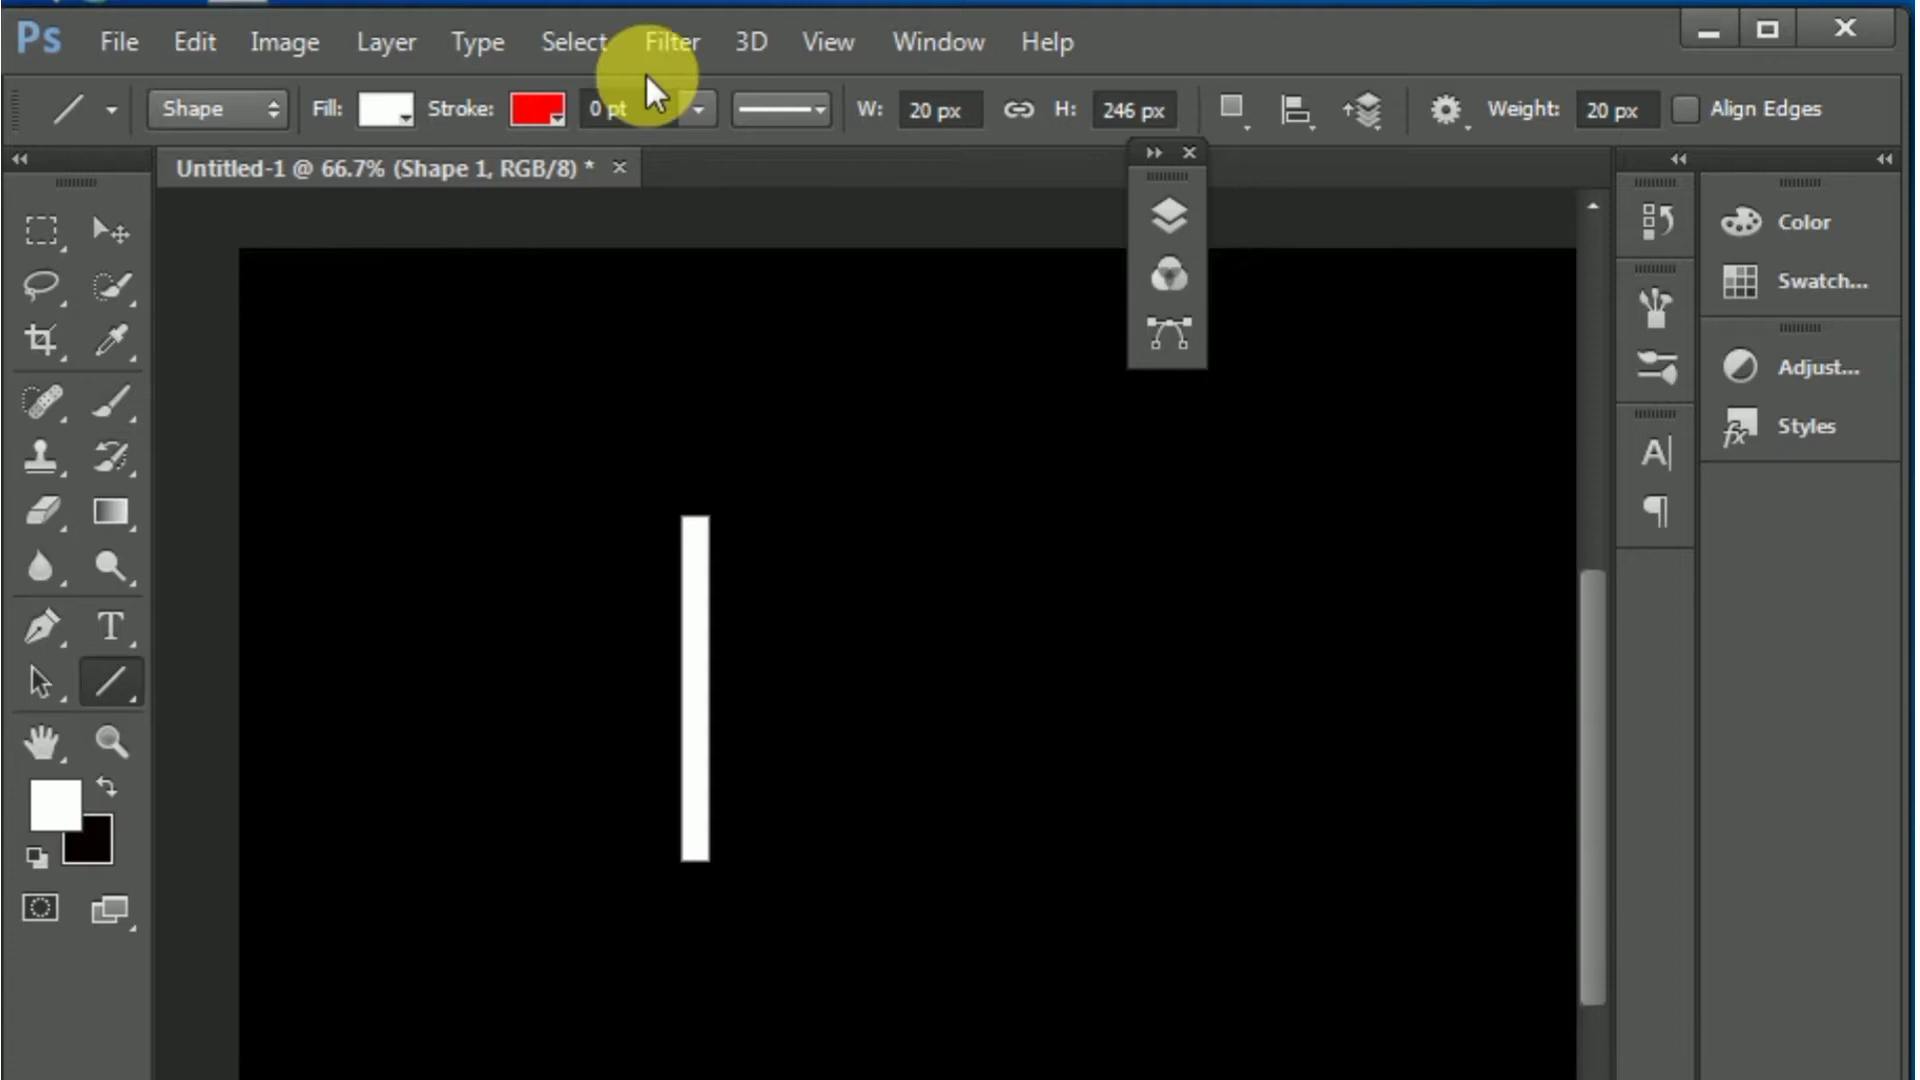 Ps File Edit Image Layer Type Select Filter 3D View Window Help
Shape Fill: Stroke: 0 pt W: 20 px H: 246 px Weight: 20 px Align Edges
Untitled-1 @ 66.7% (Shape 1, RGB/8) *
Color
Swatch...
Adjust...
Styles